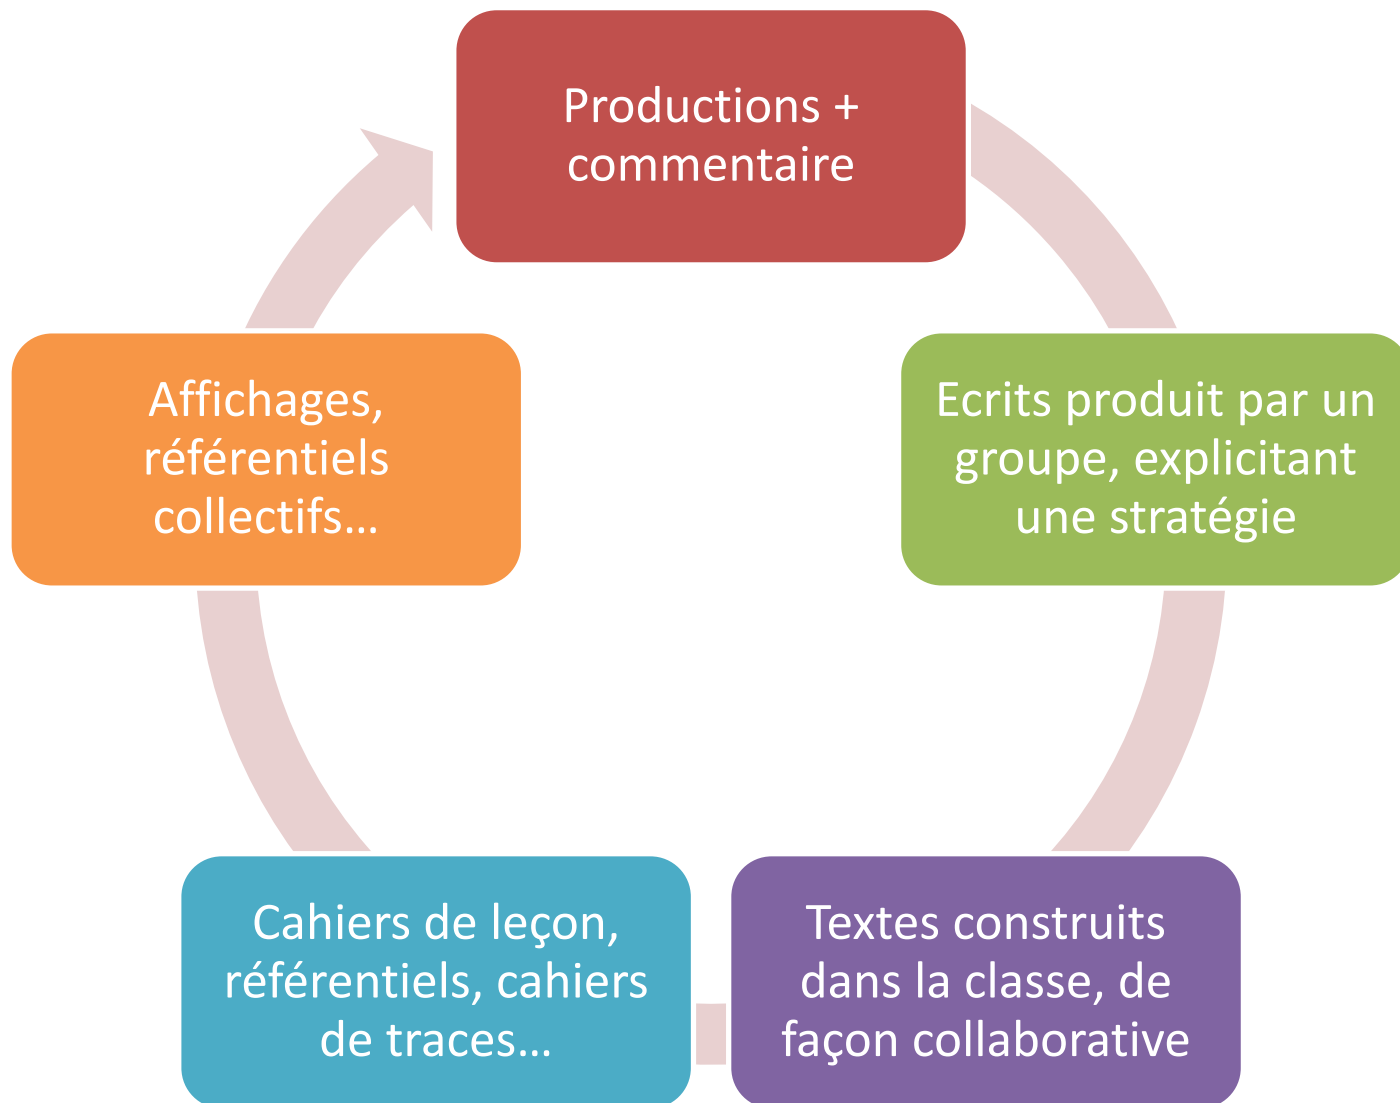 Productions +
commentaire
Ecrits produit par un
groupe, explicitant
une stratégie
Textes construits
dans la classe, de
façon collaborative
Cahiers de leçon,
référentiels, cahiers
de traces...
Affichages,
référentiels
collectifs...